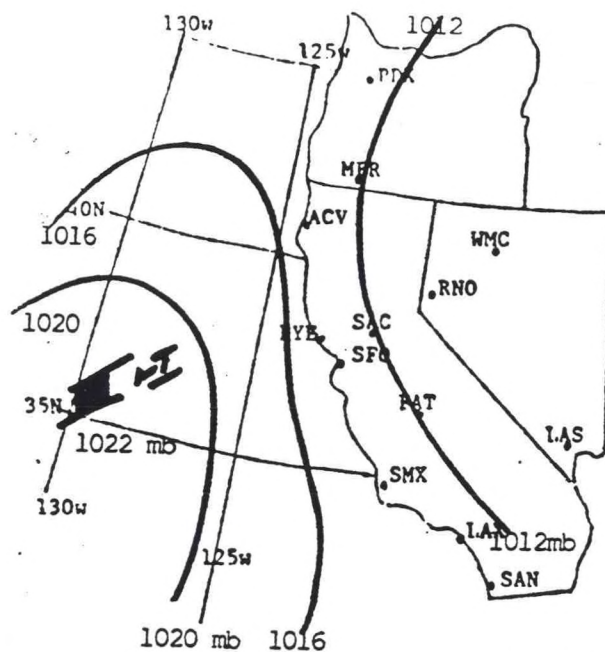 130w
1012
125w
PDX
MFR
40N
ACV
1016
WMC
RNO
1020
PYE
SAC
SFO
35N
FAT
1022 mb
LAS
SMX
130w
125w
LAX
1012mb
SAN
1020 mb
1016